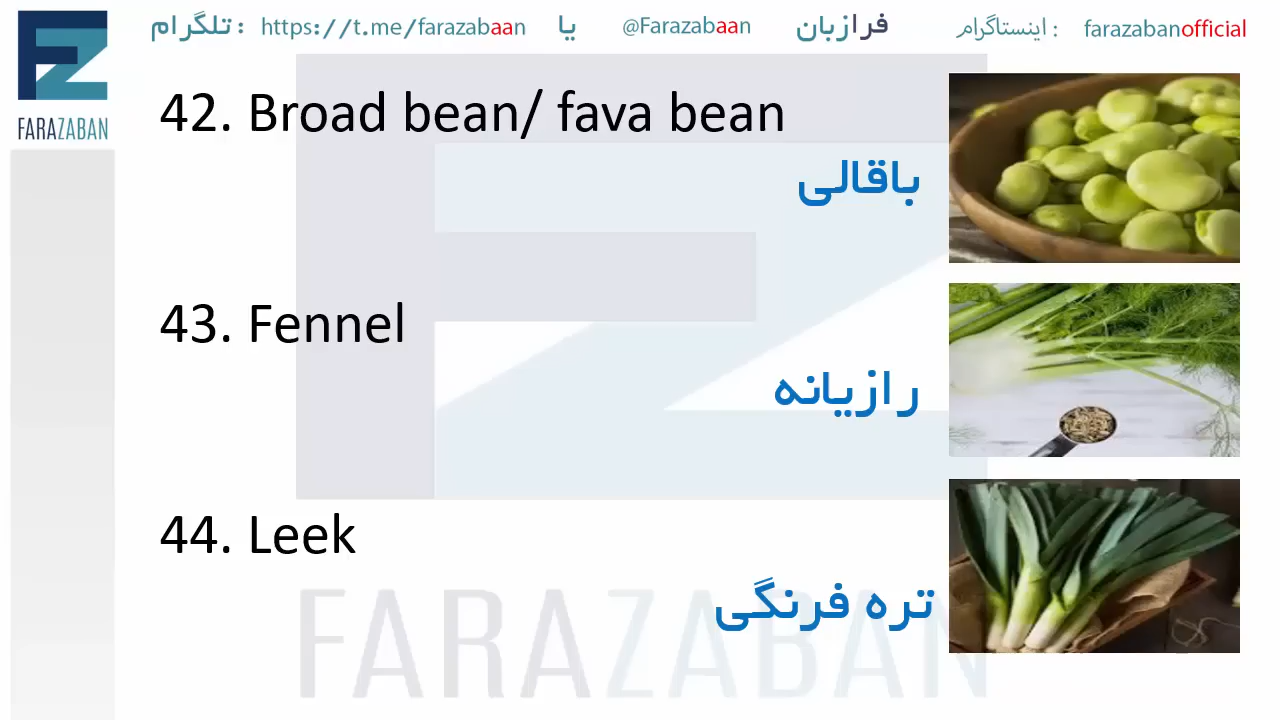 تلگرام : https://t.me/farazabaan یا @Farazabaan فرازبان اینستاگرام : farazabanofficial
FZ
FARAZABAN
42. Broad bean/ fava bean
باقالی
43. Fennel
رازیانه
44. Leek
تره فرنگی
FARAZABAN